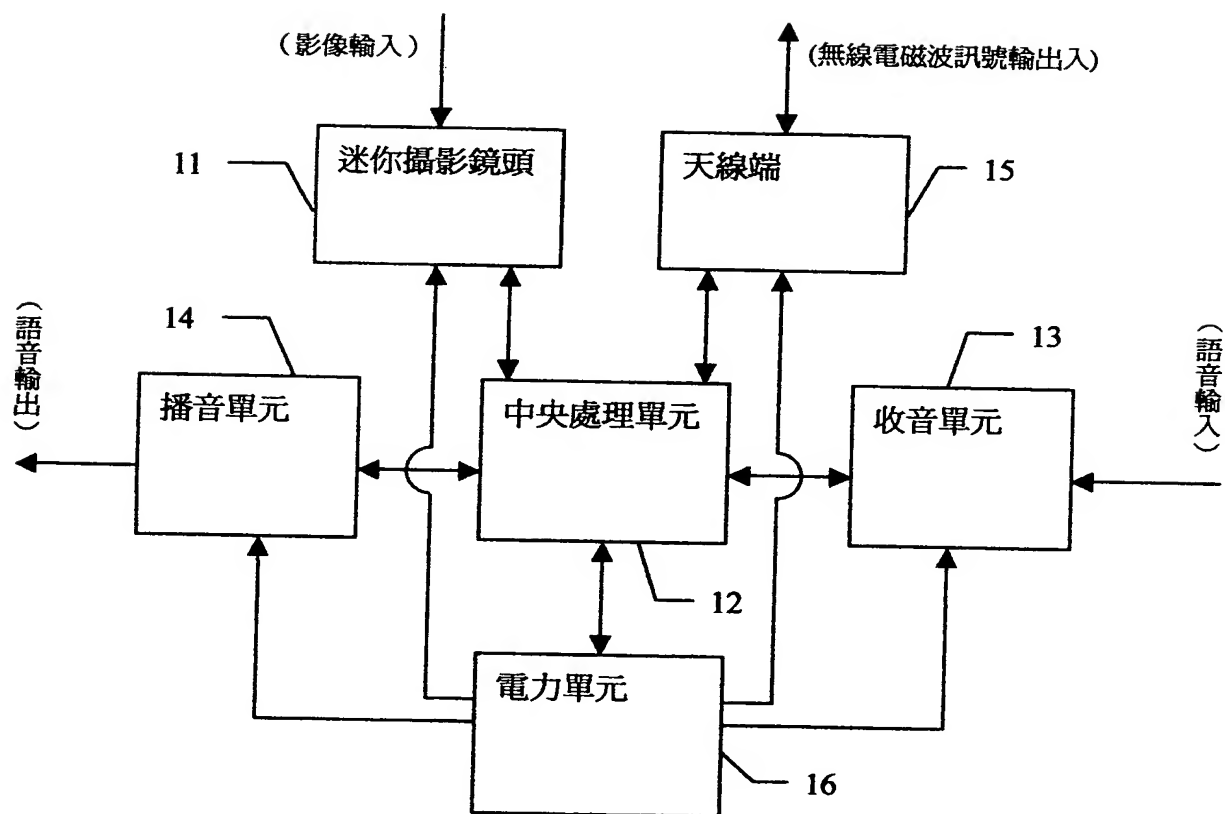 （影像輸入）
(無線電磁波訊號輸出入)
11
迷你攝影鏡頭
天線端
15
（語音輸出）
14
播音單元
中央處理單元
13
收音單元
（語音輸入）
12
電力單元
16